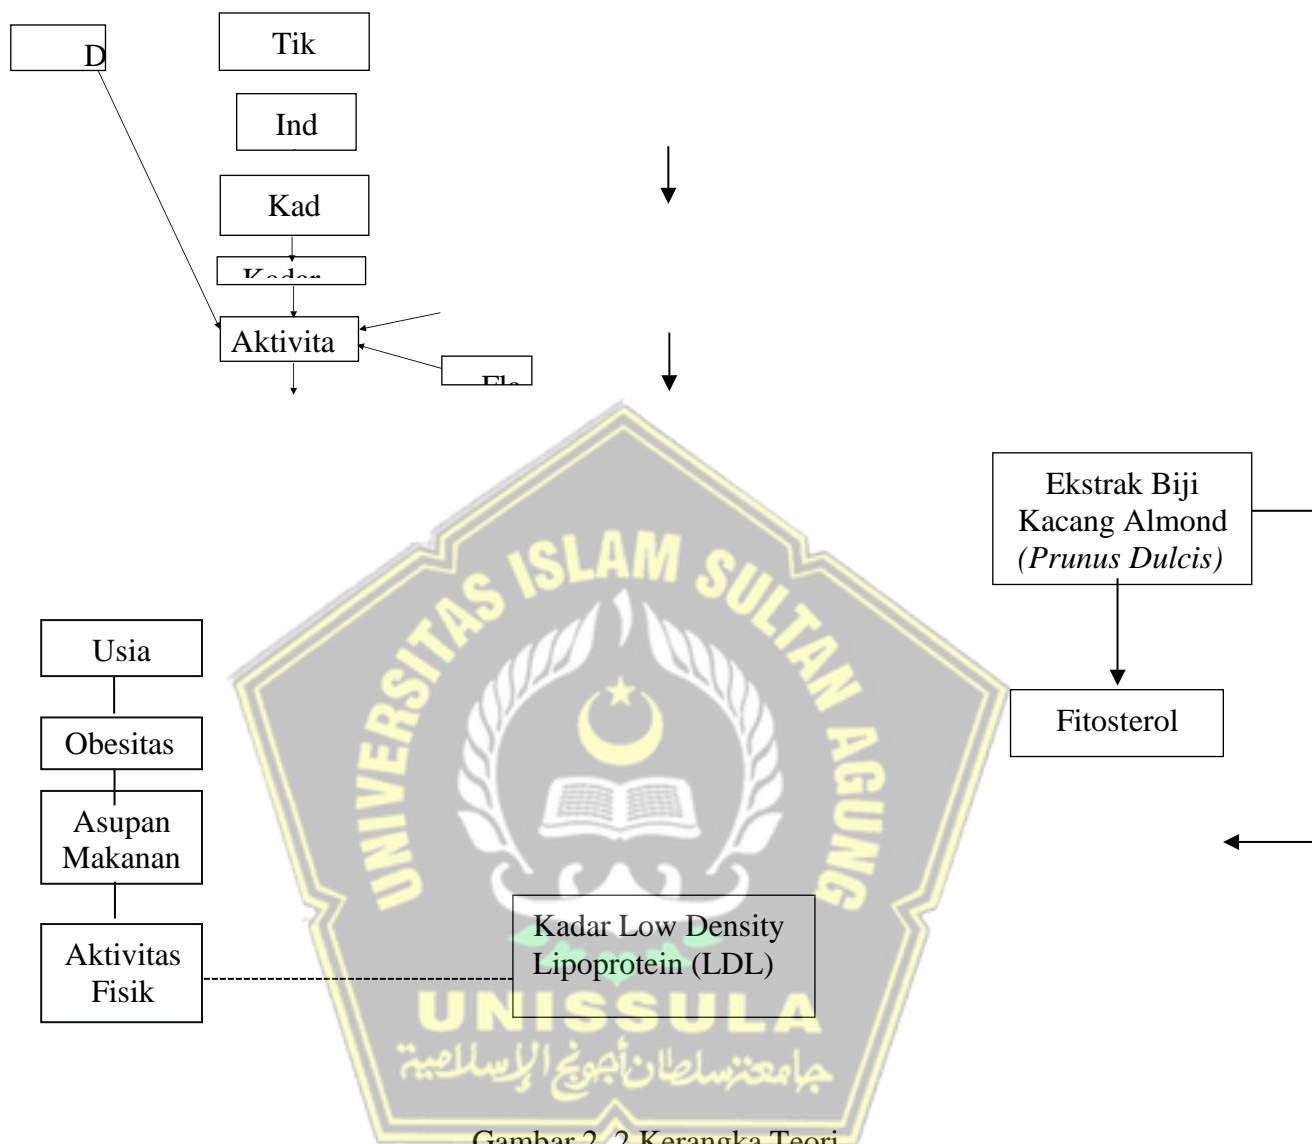 D
Tik
Ind
Kad
Kadar
Aktivita
Ekstrak Biji
Kacang Almond
(Prunus Dulcis)
Usia
Fitosterol
Obesitas
Asupan
Makanan
Kadar Low Density
Lipoprotein (LDL)
Aktivitas
Fisik
UNIVERSITAS ISLAM SULTAN AGUNG
UNISSULA
جامعة سلطان أجونج الإسلامية
Gambar 2. 2 Kerangka Teori